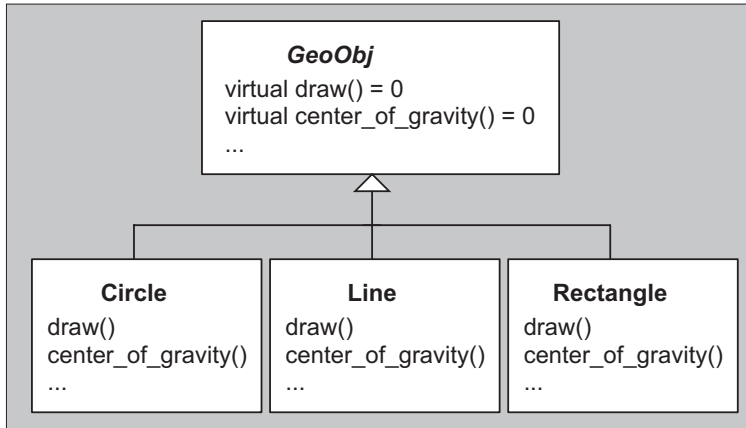 GeoObj
virtual draw() = 0
virtual center_of_gravity() = 0
...
Circle
draw()
center_of_gravity()
...
Line
draw()
center_of_gravity()
...
Rectangle
draw()
center_of_gravity()
...